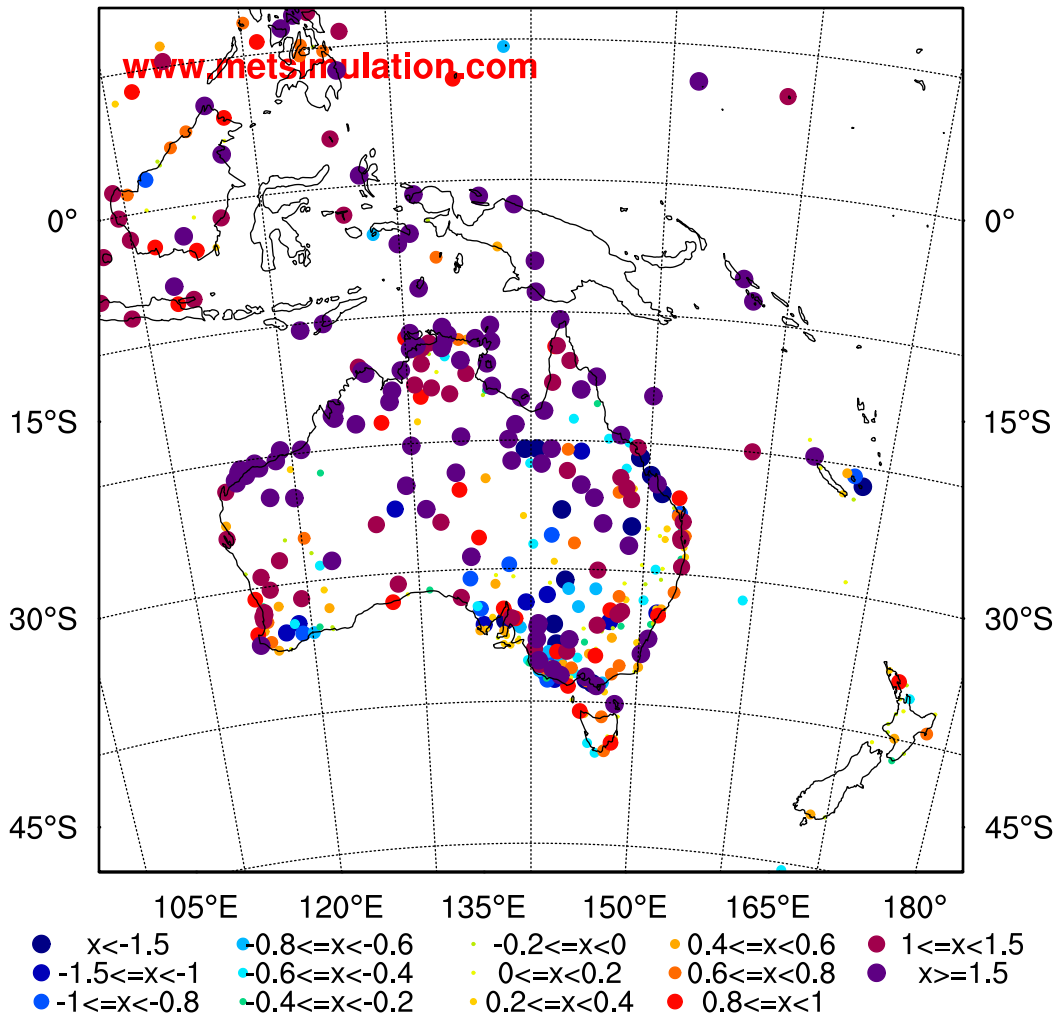 www.metsimulation.com
0° 0°
15°S 15°S
30°S 30°S
45°S 45°S
105°E 120°E 135°E 150°E 165°E 180°
x<-1.5 -0.8<=x<-0.6 -0.2<=x<0 0.4<=x<0.6 1<=x<1.5
-1.5<=x<-1 -0.6<=x<-0.4 0<=x<0.2 0.6<=x<0.8 x>=1.5
-1<=x<-0.8 -0.4<=x<-0.2 0.2<=x<0.4 0.8<=x<1